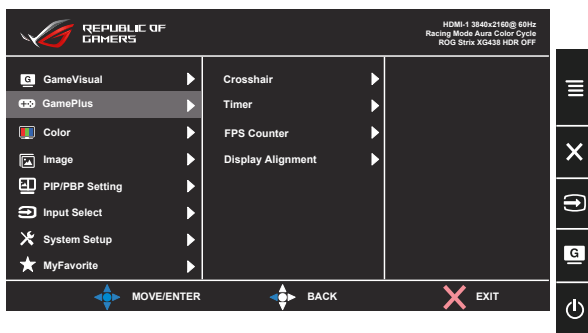 REPUBLIC OF
GAMERS
HDMI-1 3840x2160@ 60Hz
Racing Mode Aura Color Cycle
ROG Strix XG438 HDR OFF
G GameVisual
GamePlus
Color
Image
PIP/PBP Setting
Input Select
System Setup
MyFavorite
Crosshair
Timer
FPS Counter
Display Alignment
G
MOVE/ENTER
BACK
EXIT